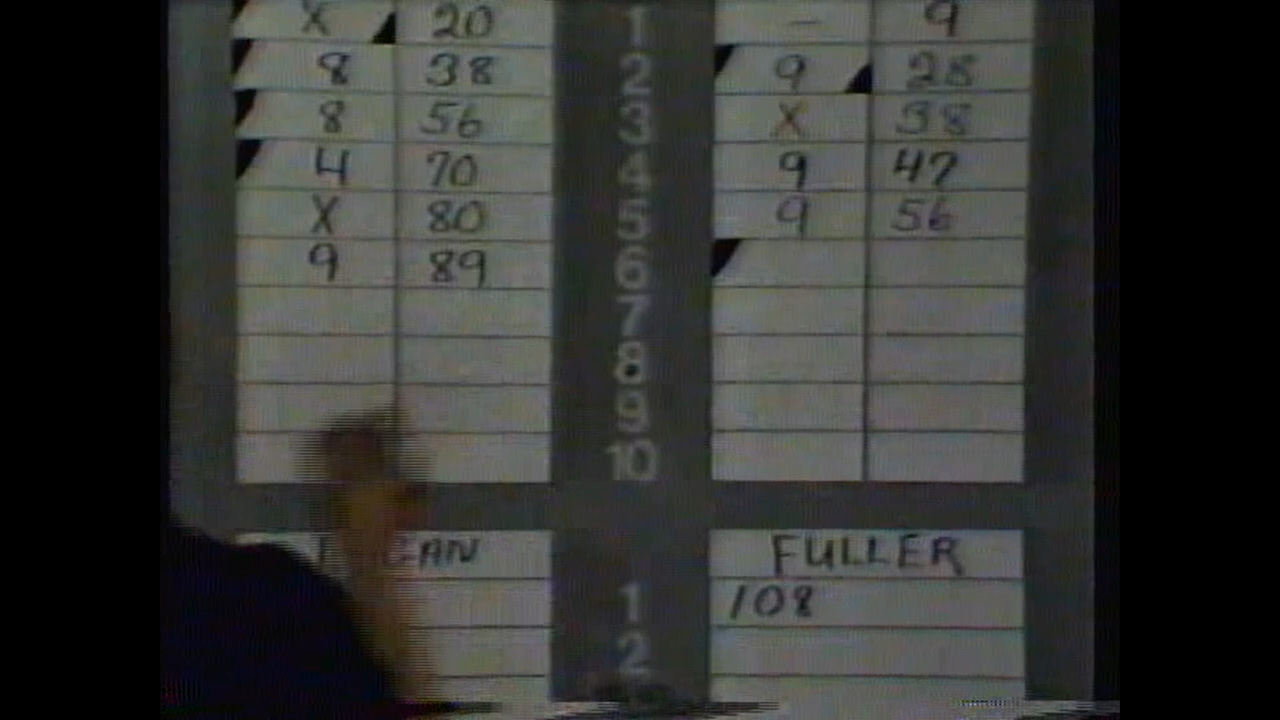 X 20 1 – 9
8 38 2 9 28
8 56 3 X 38
4 70 4 9 47
X 80 5 9 56
9 89 6
7
8
9
10
FULLER
1 108
2